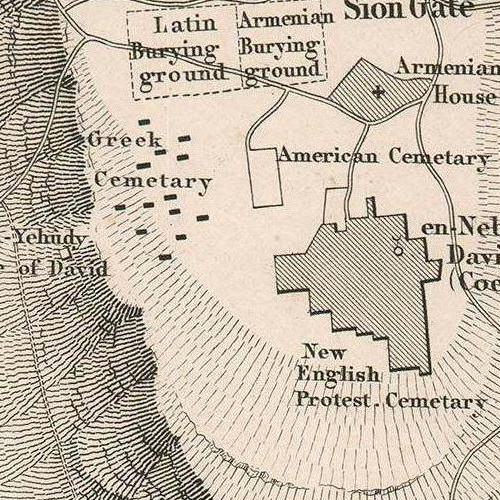 Sion Gate
Latin
Burying
ground
Armenian
Burying
ground
Armenian
House
Greek
Cemetary
American Cemetary
Yehudy
of David
en-Neb
Davi
(Coe
New
English
Protest. Cemetary